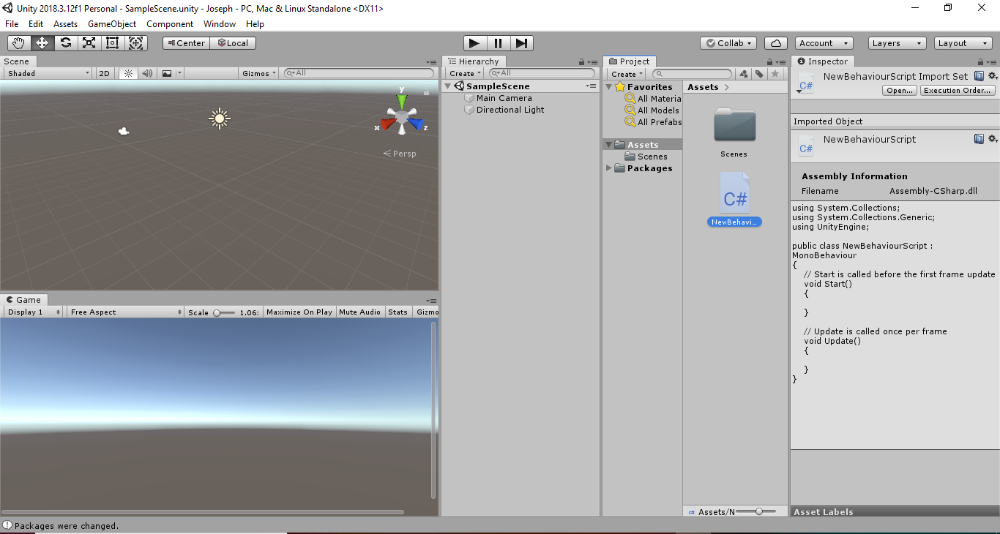 Unity 2018.3.12f1 Personal - SampleScene.unity - Joseph - PC, Mac & Linux Standalone <DX11>
File Edit Assets GameObject Component Window Help
Center Local Collab Account Layers Layout
Scene
Shaded 2D Gizmos All
y
x z
Persp
Game
Display 1 Free Aspect Scale 1.06: Maximize On Play Mute Audio Stats Gizmo
Hierarchy
Create All
SampleScene
Main Camera
Directional Light
Project
Create
Favorites
All Materia
All Models
All Prefabs
Assets
Scenes
Packages
Assets
Scenes
C#
NewBehavi...
C# Assets/N
Inspector
C#
NewBehaviourScript Import Set
Open... Execution Order...
Imported Object
C#
NewBehaviourScript
Assembly Information
Filename Assembly-CSharp.dll
using System.Collections;
using System.Collections.Generic;
using UnityEngine;
public class NewBehaviourScript :
MonoBehaviour
{
// Start is called before the first frame update
void Start()
{
}
// Update is called once per frame
void Update()
{
}
}
Asset Labels
Packages were changed.